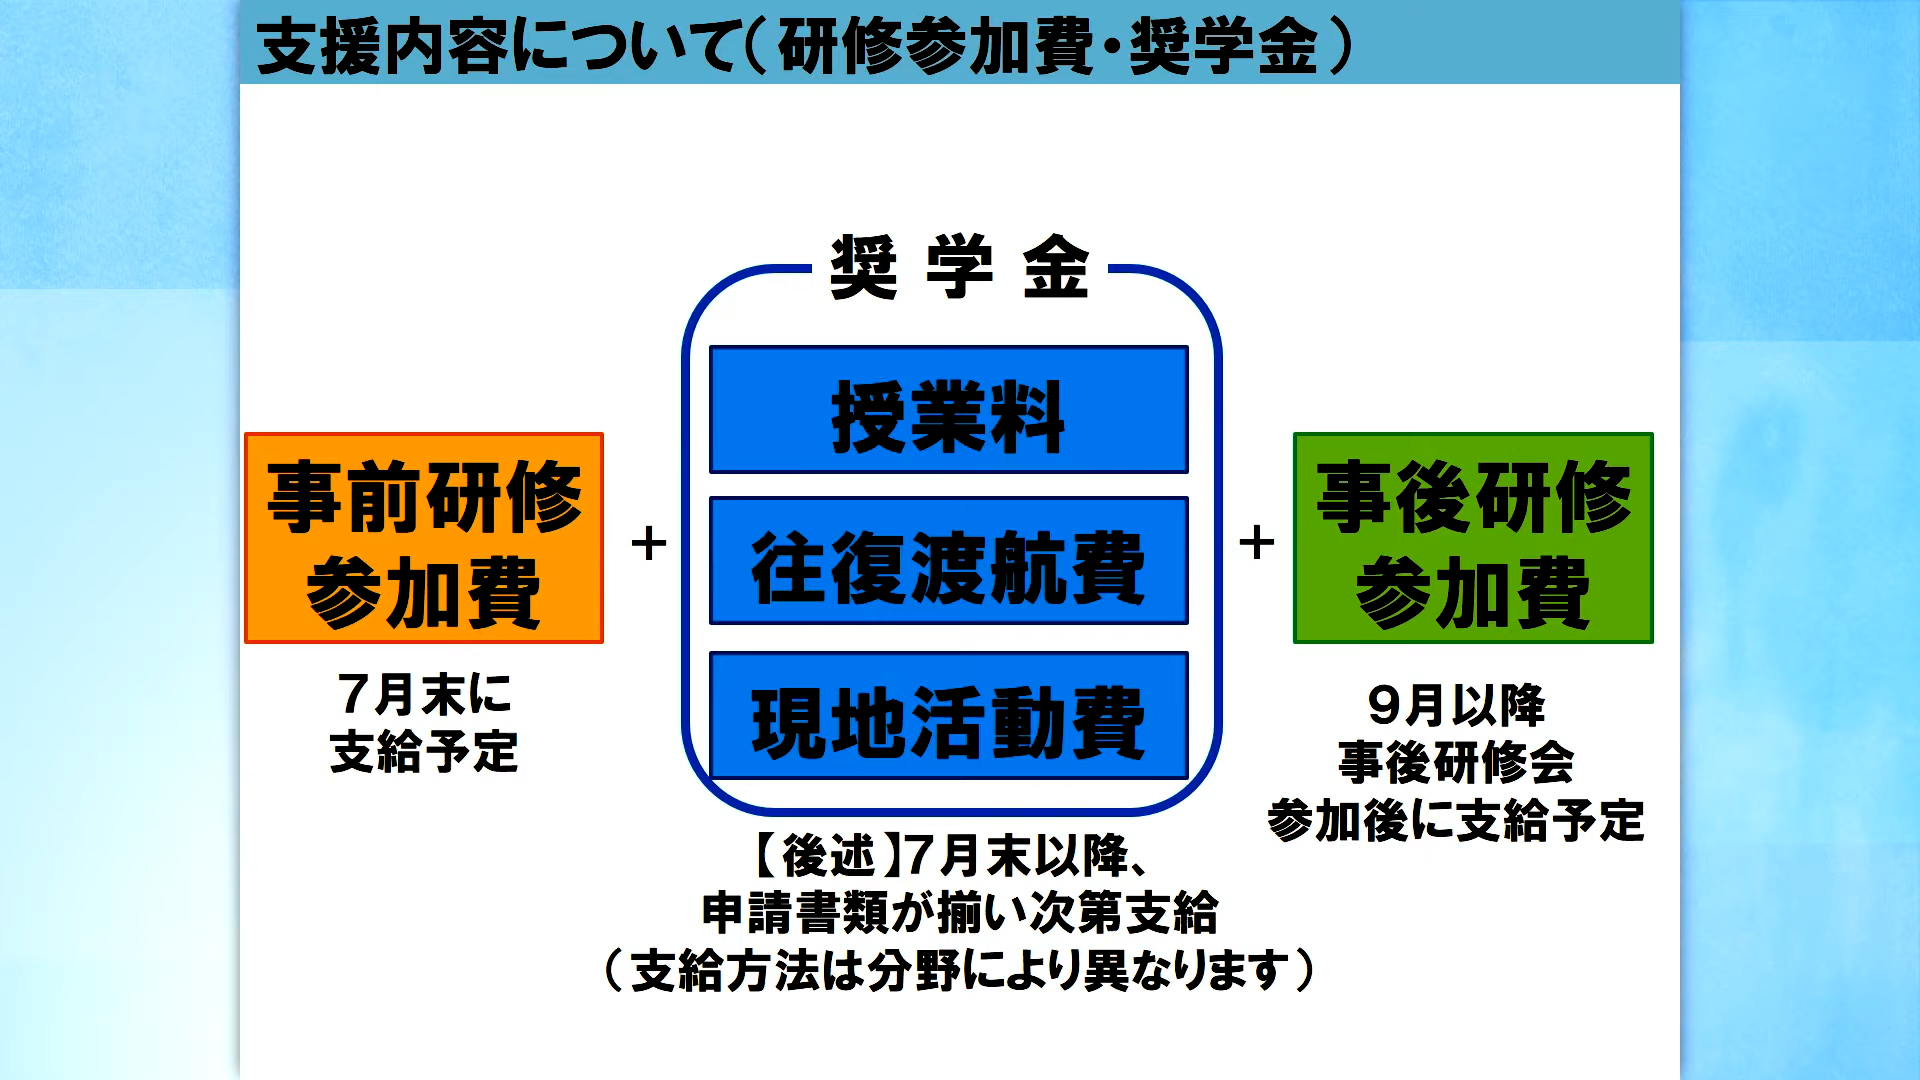 支援内容について(研修参加費・奨学金)
奨学金
授業料
往復渡航費
現地活動費
事前研修
参加費
+
+
事後研修
参加費
7月末に
支給予定
【後述】7月末以降、
申請書類が揃い次第支給
(支給方法は分野により異なります)
9月以降
事後研修会
参加後に支給予定